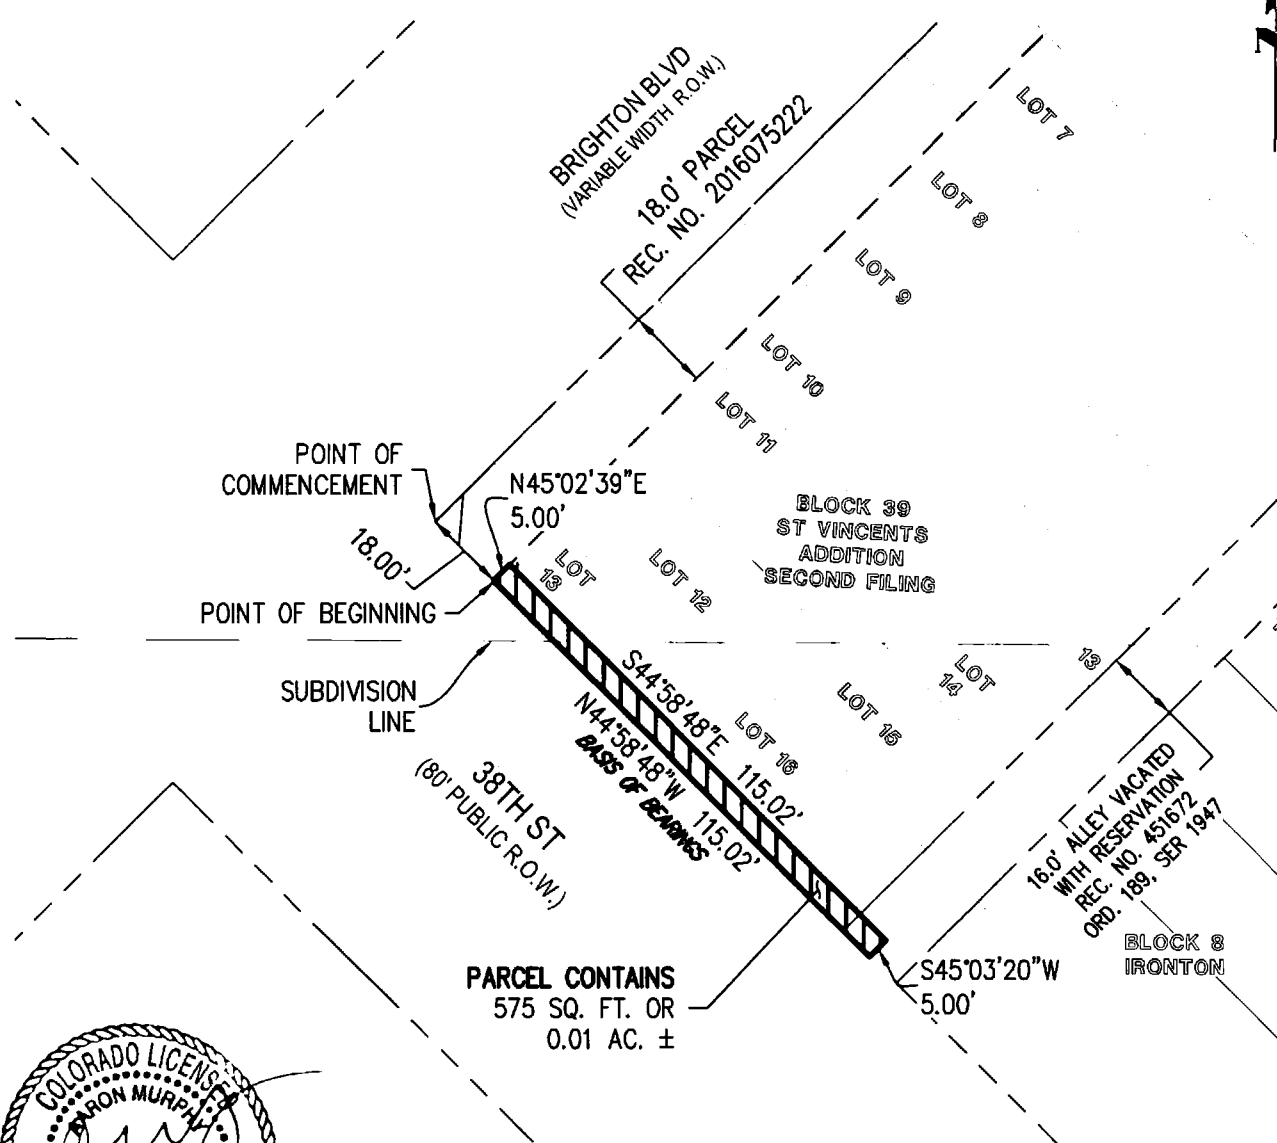 BRIGHTON BLVD
(VARIABLE WIDTH R.O.W.)
18.0' PARCEL
REC. NO. 2016075222
LOT 7
LOT 8
LOT 9
LOT 10
LOT 11
POINT OF
COMMENCEMENT
N45°02'39"E
5.00'
18.00'
BLOCK 39
ST VINCENTS
ADDITION
SECOND FILING
LOT
13
LOT 12
POINT OF BEGINNING
SUBDIVISION
LINE
S44°58'48"E 115.02'
N44°58'48"W 115.02'
BASIS OF BEARINGS
LOT 16
LOT 15
LOT
14
13
38TH ST
(80' PUBLIC R.O.W.)
16.0' ALLEY VACATED
WITH RESERVATION
REC. NO. 451672
ORD. 189, SER 1947
BLOCK 8
IRONTON
PARCEL CONTAINS
575 SQ. FT. OR
0.01 AC. ±
S45°03'20"W
5.00'
COLORADO LICENSED
AARON MURPHY